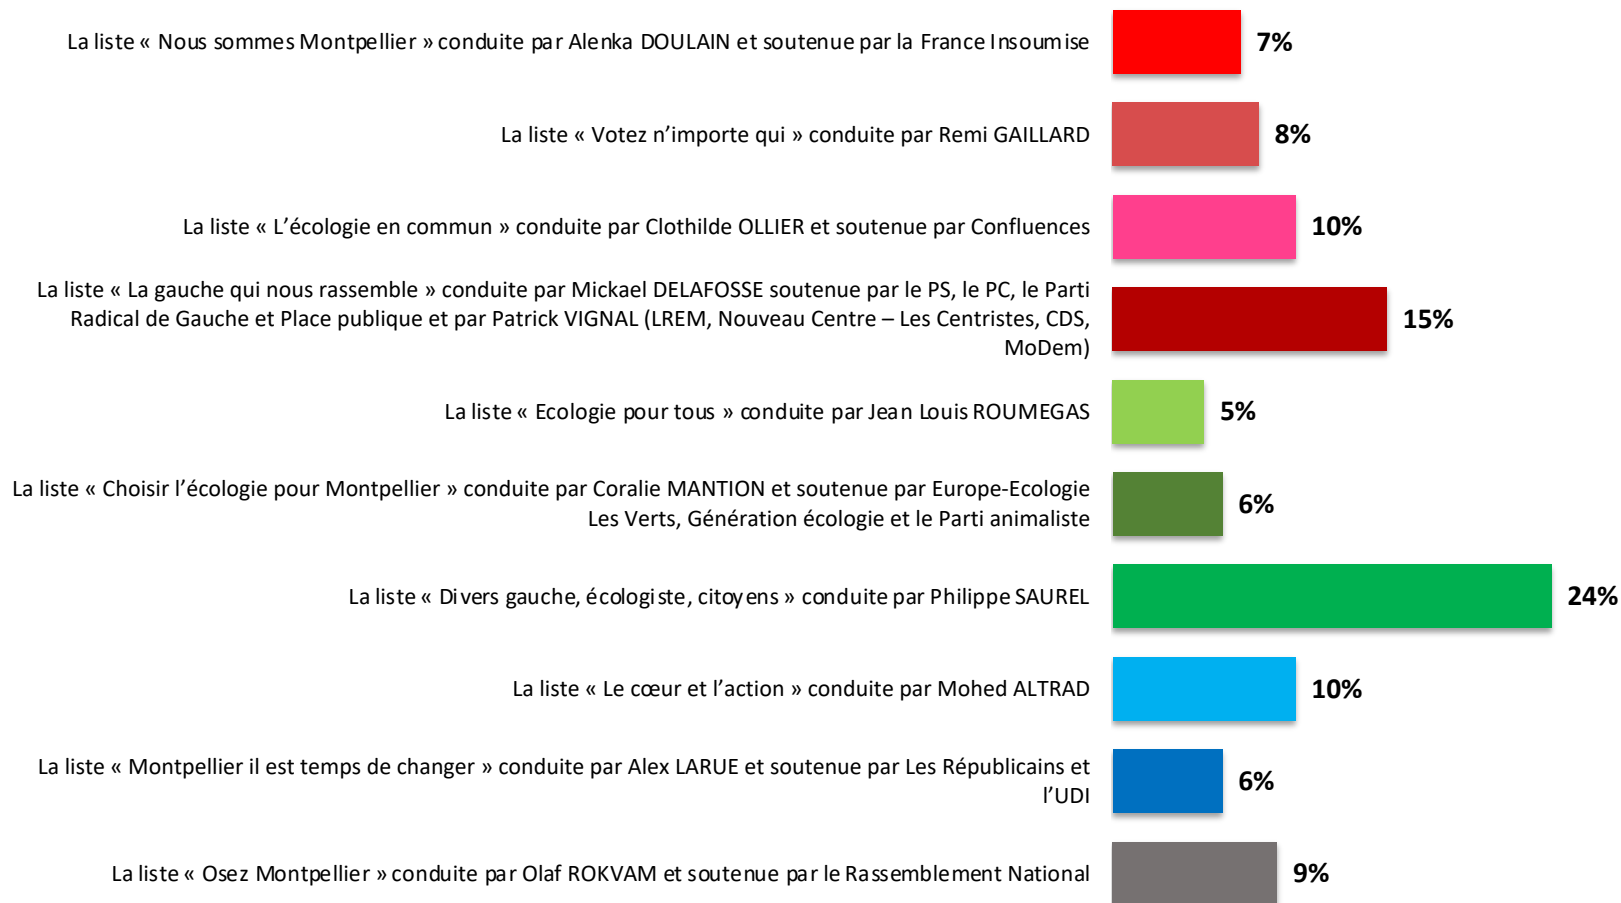 La liste « Nous sommes Montpellier » conduite par Alenka DOULAIN et soutenue par la France Insoumise
7%
La liste « Votez n'importe qui » conduite par Remi GAILLARD
8%
La liste « L'écologie en commun » conduite par Clothilde OLLIER et soutenue par Confluences
10%
La liste « La gauche qui nous rassemble » conduite par Mickael DELAFOSSE soutenue par le PS, le PC, le Parti
Radical de Gauche et Place publique et par Patrick VIGNAL (LREM, Nouveau Centre – Les Centristes, CDS,
MoDem)
15%
La liste « Ecologie pour tous » conduite par Jean Louis ROUMEGAS
5%
La liste « Choisir l'écologie pour Montpellier » conduite par Coralie MANTION et soutenue par Europe-Ecologie
Les Verts, Génération écologie et le Parti animaliste
6%
La liste « Divers gauche, écologiste, citoyens » conduite par Philippe SAUREL
24%
La liste « Le cœur et l'action » conduite par Mohed ALTRAD
10%
La liste « Montpellier il est temps de changer » conduite par Alex LARUE et soutenue par Les Républicains et
l'UDI
6%
La liste « Osez Montpellier » conduite par Olaf ROKVAM et soutenue par le Rassemblement National
9%